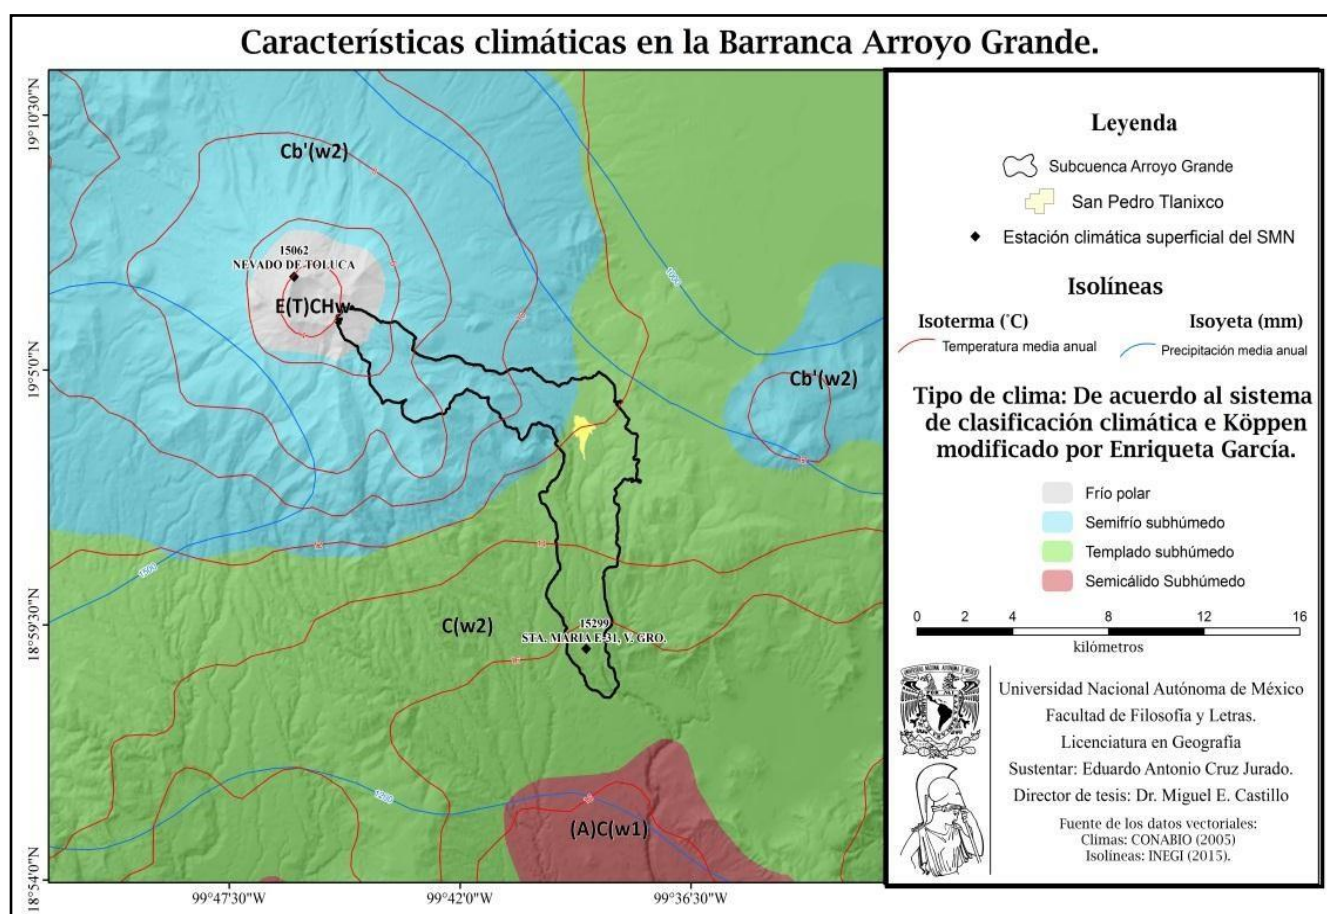 Características climáticas en la Barranca Arroyo Grande.
19°10'30"N
19°5'0"N
18°59'30"N
18°54'0"N
99°47'30"W
99°42'0"W
99°36'30"W
Cb'(w2)
15062
NEVADO DE TOLUCA
E(T)CHw
1000
Cb'(w2)
1500
C(w2)
15299
STA. MARIA E-31, V. GRO.
1200
(A)C(w1)
Leyenda
Subcuenca Arroyo Grande
San Pedro Tlanixco
Estación climática superficial del SMN
Isolíneas
Isoterma (°C)
Temperatura media anual
Isoyeta (mm)
Precipitación media anual
Tipo de clima: De acuerdo al sistema
de clasificación climática e Köppen
modificado por Enriqueta García.
Frío polar
Semifrío subhúmedo
Templado subhúmedo
Semicálido Subhúmedo
0 2 4 8 12 16
kilómetros
Universidad Nacional Autónoma de México
Facultad de Filosofía y Letras.
Licenciatura en Geografía
Sustentar: Eduardo Antonio Cruz Jurado.
Director de tesis: Dr. Miguel E. Castillo
Fuente de los datos vectoriales:
Climas: CONABIO (2005)
Isolíneas: INEGI (2015).